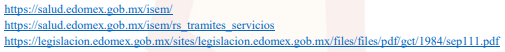 https://salud.edomex.gob.mx/isem/
https://salud.edomex.gob.mx/isem/rs_tramites_servicios
https://legislacion.edomex.gob.mx/sites/legislacion.edomex.gob.mx/files/files/pdf/gct/1984/sep111.pdf